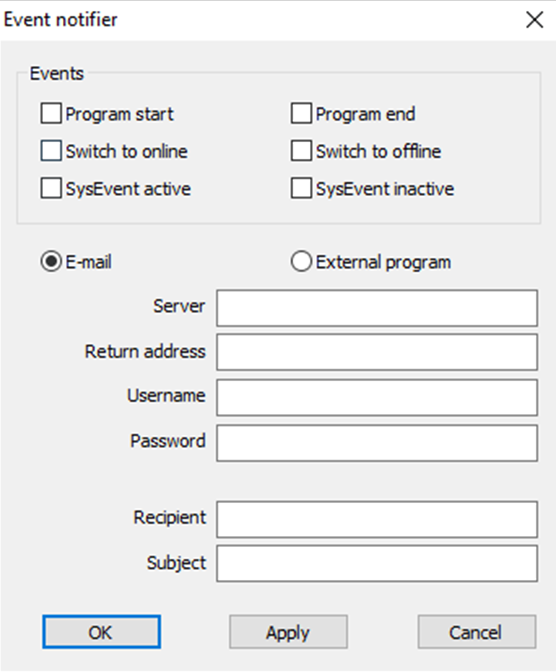 Event notifier
Events
Program start
Program end
Switch to online
Switch to offline
SysEvent active
SysEvent inactive
E-mail
External program
Server
Return address
Username
Password
Recipient
Subject
OK
Apply
Cancel